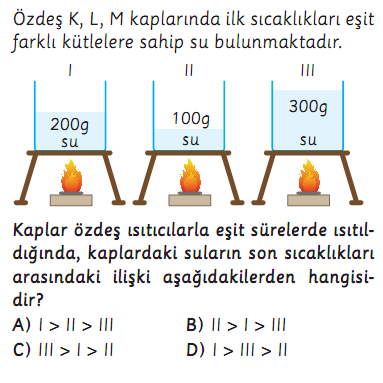 Özdeş K, L, M kaplarında ilk sıcaklıkları eşit
farklı kütlelere sahip su bulunmaktadır.
I II III
200g su 100g su 300g su
Kaplar özdeş ısıtıcılarla eşit sürelerde ısıtıl-
dığında, kaplardaki suların son sıcaklıkları
arasındaki ilişki aşağıdakilerden hangisi-
dir?
A) I > II > III B) II > I > III
C) III > I > II D) I > III > II